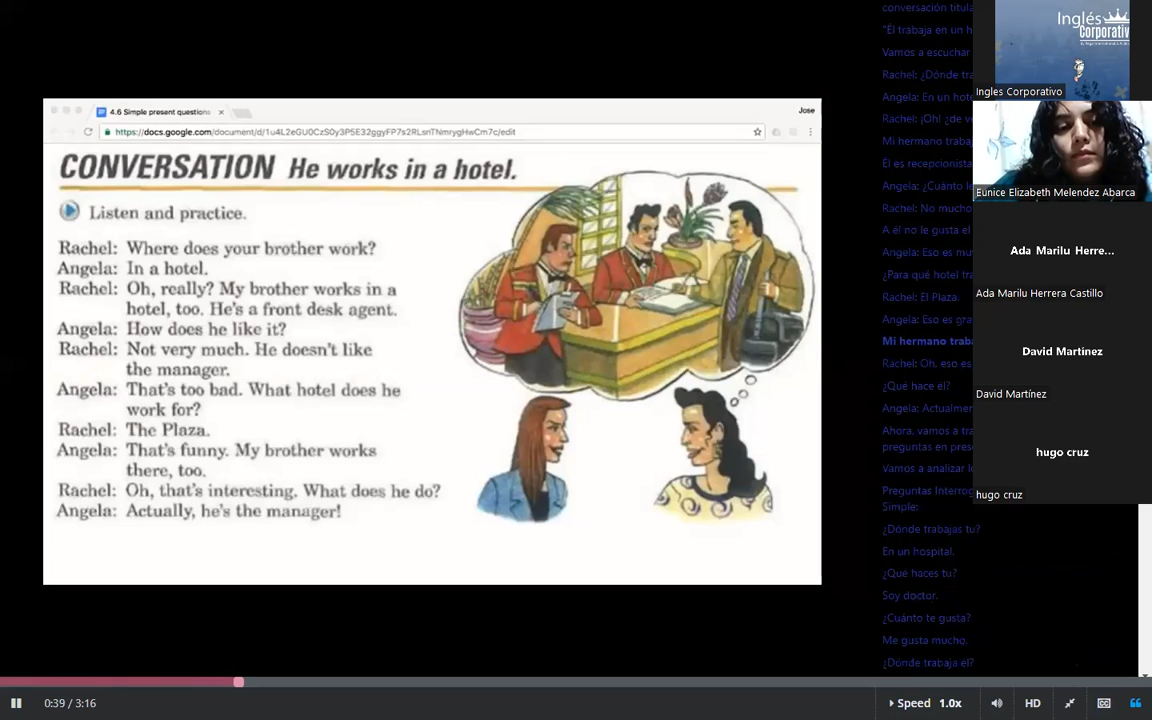 4.6 Simple present questions
Jose
https://docs.google.com/document/d/1u4L2eGU0CzS0y3P5E32ggyFP7s2RLsnTNmrygHwCm7c/edit
CONVERSATION He works in a hotel.
Listen and practice.
Rachel: Where does your brother work?
Angela: In a hotel.
Rachel: Oh, really? My brother works in a
hotel, too. He's a front desk agent.
Angela: How does he like it?
Rachel: Not very much. He doesn't like
the manager.
Angela: That's too bad. What hotel does he
work for?
Rachel: The Plaza.
Angela: That's funny. My brother works
there, too.
Rachel: Oh, that's interesting. What does he do?
Angela: Actually, he's the manager!
conversación titula
"Él trabaja en un h
Vamos a escuchar
Rachel: ¿Dónde tra
Angela: En un hote
Rachel: ¡Oh! ¿de v
Mi hermano traba
Él es recepcionista
Angela: ¿Cuánto le
Rachel: No mucho
A él no le gusta el
Angela: Eso es mu
¿Para qué hotel tra
Rachel: El Plaza.
Angela: Eso es gra
Mi hermano traba
Rachel: Oh, eso es
¿Qué hace él?
Angela: Actualmer
Ahora, vamos a tra
preguntas en prese
Vamos a analizar lo
Preguntas Interrog
Simple:
¿Dónde trabajas tu?
En un hospital.
¿Qué haces tu?
Soy doctor.
¿Cuánto te gusta?
Me gusta mucho.
¿Dónde trabaja él?
Inglés
Corporativ
Ingles Corporativo
Eunice Elizabeth Melendez Abarca
Ada Marilu Herre...
Ada Marilu Herrera Castillo
David Martinez
David Martínez
hugo cruz
hugo cruz
0:39 / 3:16
Speed 1.0x
HD